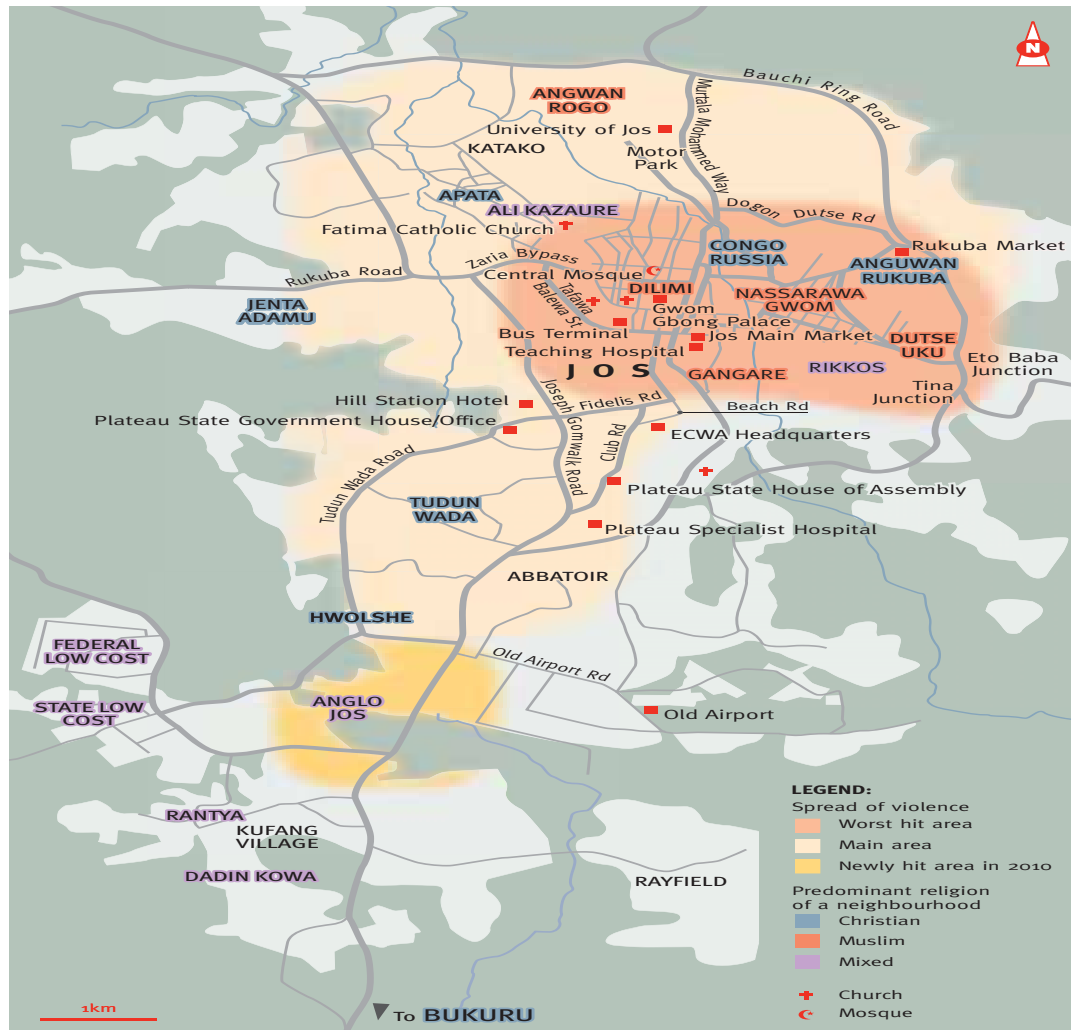 N
Bauchi Ring Road
ANGWAN
ROGO
Murtala Mohammed Way
University of Jos
KATAKO
Motor
Park
APATA
ALI KAZAURE
Dogon Dutse Rd
Fatima Catholic Church
CONGO
RUSSIA
Rukuba Market
Zaria Bypass
ANGUWAN
RUKUBA
Rukuba Road
Central Mosque
DILIMI
NASSARAWA
GWOM
JENTA
ADAMU
Tafawa
Balewa St.
Gwom
Gbong Palace
Bus Terminal
Jos Main Market
DUTSE
UKU
Teaching Hospital
Eto Baba
Junction
JOS
GANGARE
RIKKOS
Tina
Junction
Hill Station Hotel
Joseph Gomwalk Road
Fidelis Rd
Beach Rd
Plateau State Government House/Office
Club Rd
ECWA Headquarters
Tudun Wada Road
Plateau State House of Assembly
TUDUN
WADA
Plateau Specialist Hospital
ABBATOIR
HWOLSHE
FEDERAL
LOW COST
Old Airport Rd
STATE LOW
COST
ANGLO
JOS
Old Airport
RANTYA
KUFANG
VILLAGE
DADIN KOWA
RAYFIELD
LEGEND:
Spread of violence
Worst hit area
Main area
Newly hit area in 2010
Predominant religion
of a neighbourhood
Christian
Muslim
Mixed
Church
Mosque
1km
To BUKURU